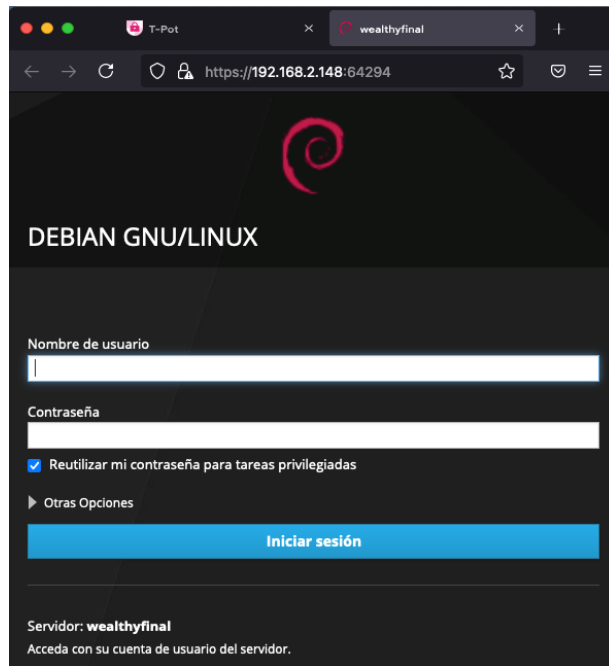 T-Pot
wealthyfinal
https://192.168.2.148:64294
DEBIAN GNU/LINUX
Nombre de usuario
Contraseña
Reutilizar mi contraseña para tareas privilegiadas
Otras Opciones
Iniciar sesión
Servidor: wealthyfinal
Acceda con su cuenta de usuario del servidor.